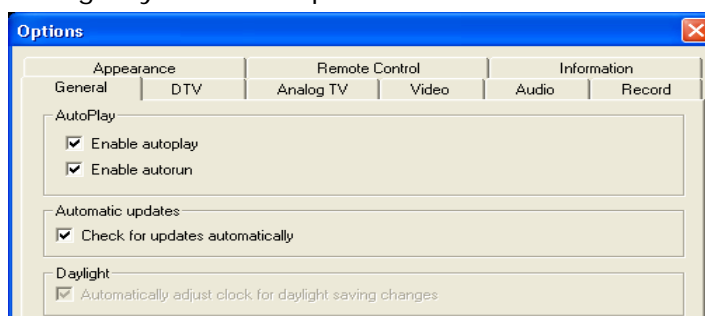 Options
Appearance Remote Control Information
General DTV Analog TV Video Audio Record
AutoPlay
Enable autoplay
Enable autorun
Automatic updates
Check for updates automatically
Daylight
Automatically adjust clock for daylight saving changes